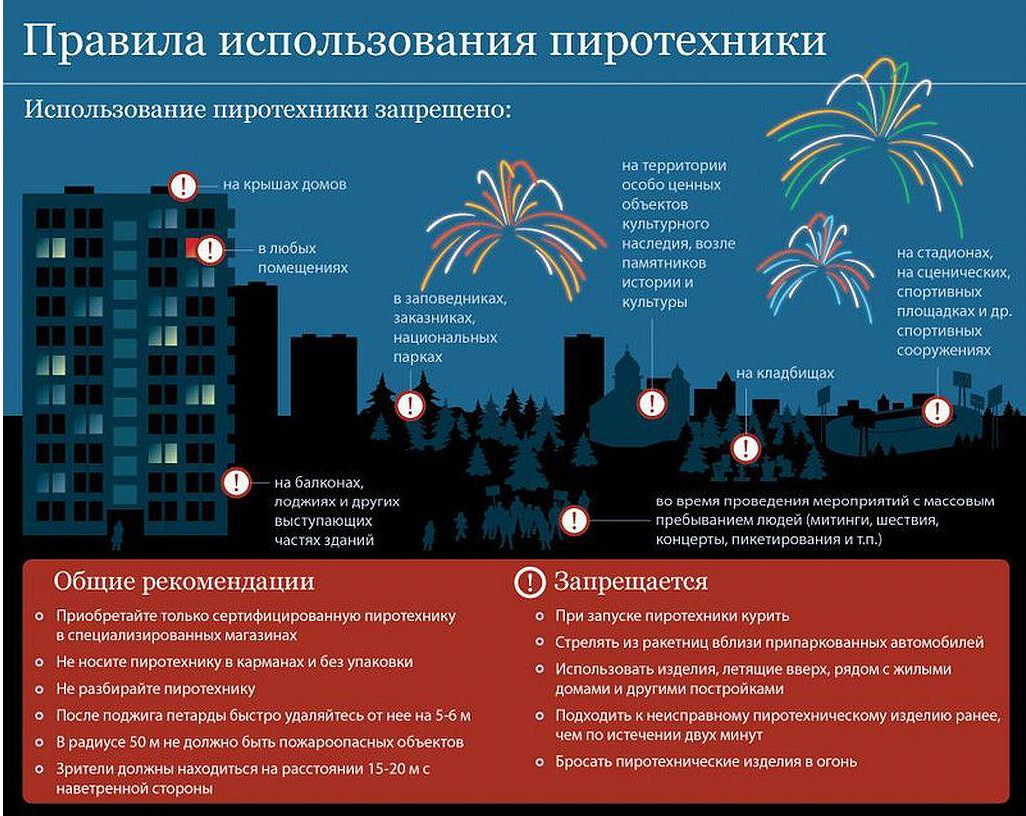 Правила использования пиротехники
Использование пиротехники запрещено:
на крышах домов
в любых
помещениях
в заповедниках,
заказниках,
национальных
парках
на территории
особо ценных
объектов
культурного
наследия, возле
памятников
истории и
культуры
на кладбищах
на стадионах,
на сценических,
спортивных
площадках и др.
спортивных
сооружениях
на балконах,
лоджиях и других
выступающих
частях зданий
во время проведения мероприятий с массовым
пребыванием людей (митинги, шествия,
концерты, пикетирования и т.п.)
Общие рекомендации
Приобретайте только сертифицированную пиротехнику
в специализированных магазинах
Не носите пиротехнику в карманах и без упаковки
Не разбирайте пиротехнику
После поджига петарды быстро удаляйтесь от нее на 5-6 м
В радиусе 50 м не должно быть пожароопасных объектов
Зрители должны находиться на расстоянии 15-20 м с
наветренной стороны
Запрещается
При запуске пиротехники курить
Стрелять из ракетниц вблизи припаркованных автомобилей
Использовать изделия, летящие вверх, рядом с жилыми
домами и другими постройками
Подходить к неисправному пиротехническому изделию ранее,
чем по истечении двух минут
Бросать пиротехнические изделия в огонь